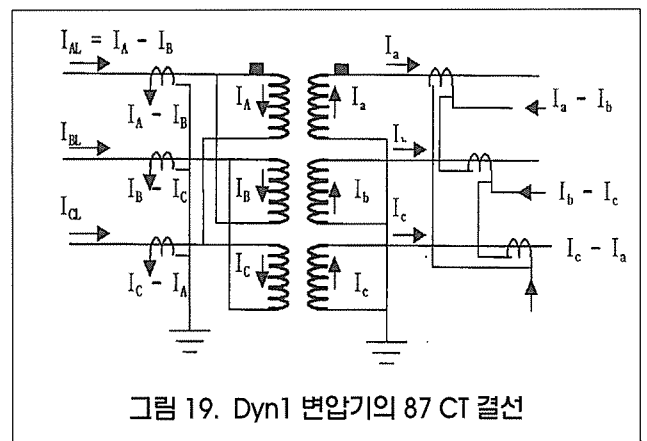 I_AL = I_A - I_B
I_a
I_A
I_a
I_A - I_B
I_a - I_b
I_BL
I_B
I_b
I_B - I_C
I_b - I_c
I_CL
I_c
I_C
I_c
I_C - I_A
I_c - I_a
그림 19. Dyn1 변압기의 87 CT 결선